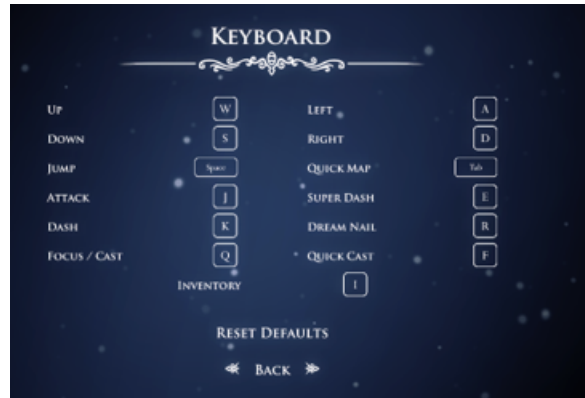 KEYBOARD
UP W LEFT A
DOWN S RIGHT D
JUMP Space QUICK MAP Tab
ATTACK J SUPER DASH E
DASH K DREAM NAIL R
FOCUS / CAST Q QUICK CAST F
INVENTORY I
RESET DEFAULTS
BACK